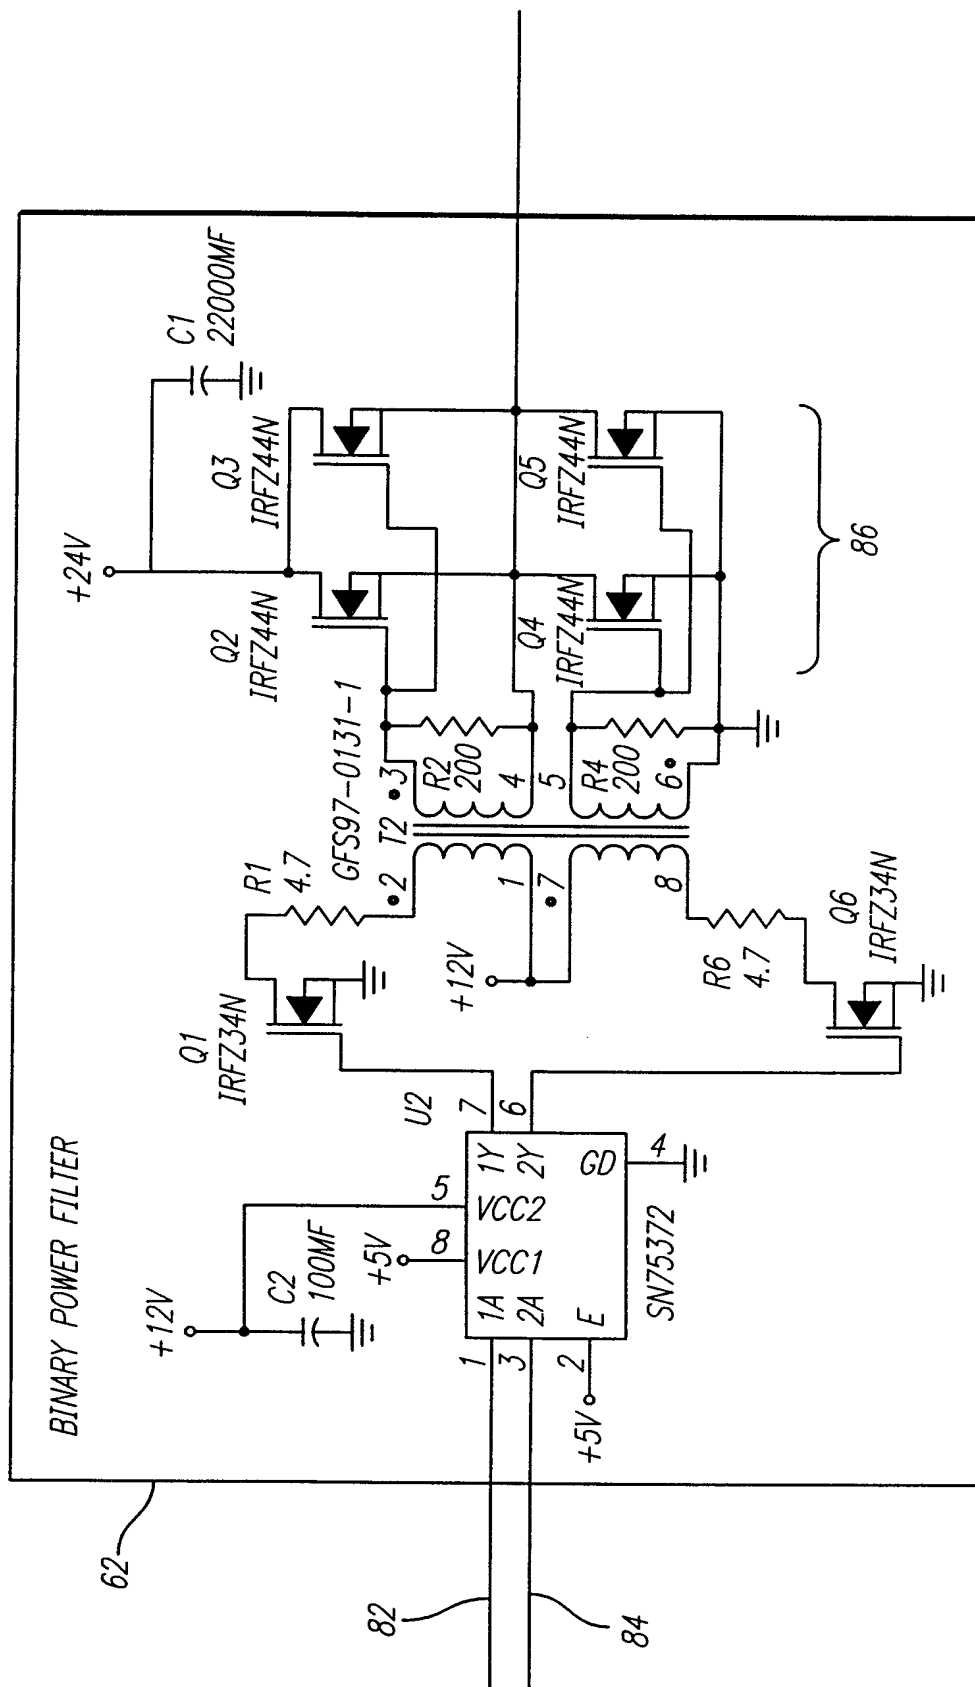 BINARY POWER FILTER
62
82
84
+12V
C2
100MF
+5V
8
5
VCC1
VCC2
1
3
1A
2A
1Y
2Y
7
6
U2
2
E
GD
4
+5V
SN75372
Q1
IRFZ34N
R1
4.7
+12V
R6
4.7
Q6
IRFZ34N
GFS97-0131-1
T2
2
3
1
4
7
5
8
6
R2
200
R4
200
+24V
C1
22000MF
Q2
IRFZ44N
Q3
IRFZ44N
Q4
IRFZ44N
Q5
IRFZ44N
86